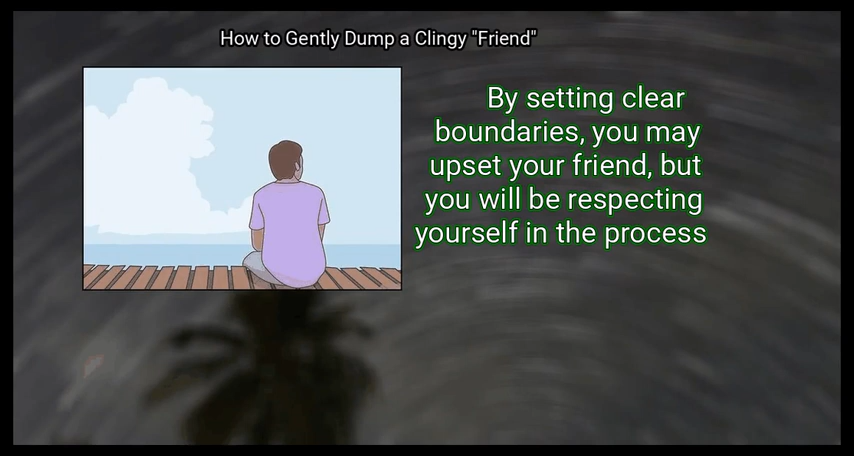 How to Gently Dump a Clingy "Friend"
By setting clear
boundaries, you may
upset your friend, but
you will be respecting
yourself in the process